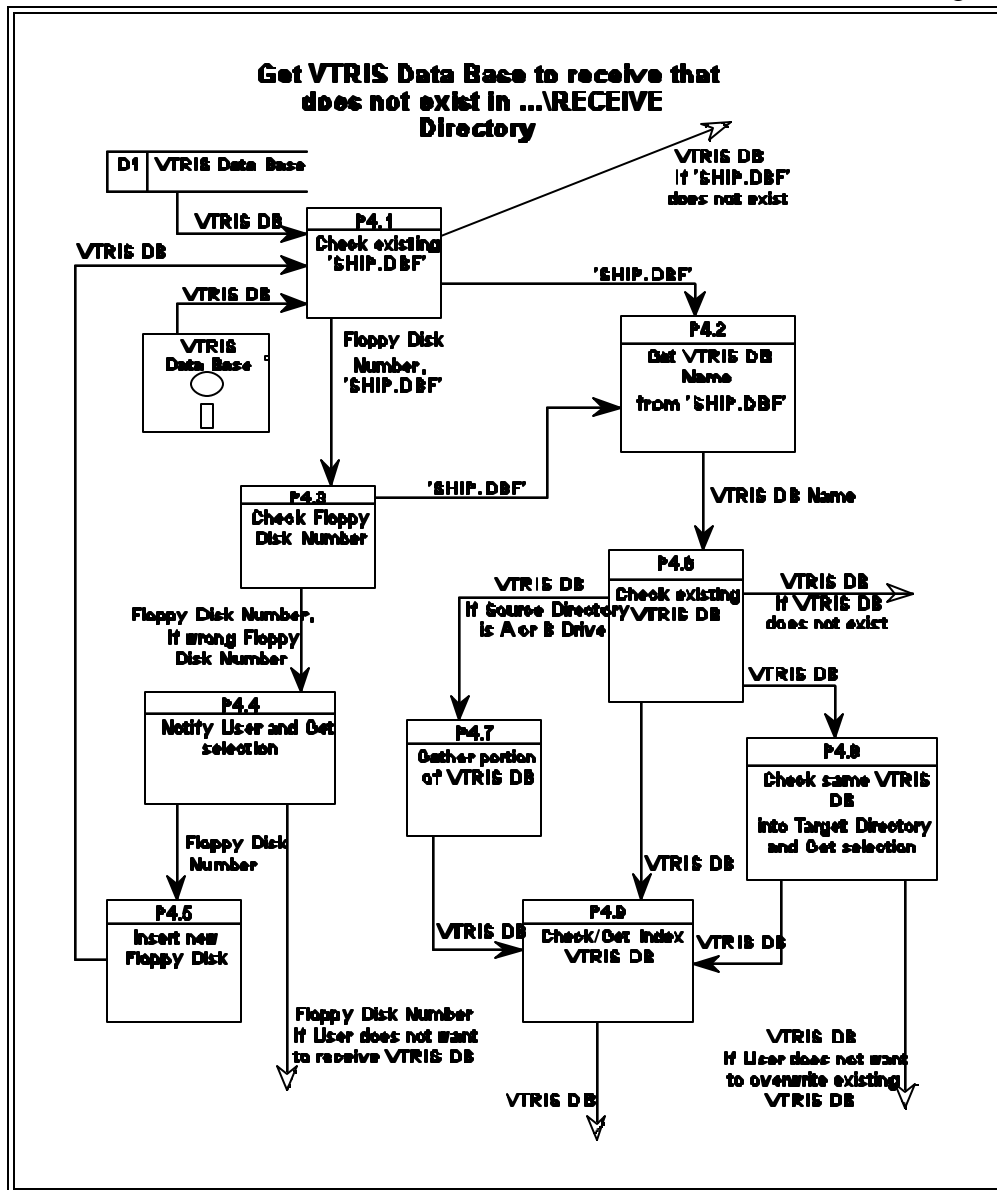 Get VTRIS Data Base to receive that
does not exist in ...\RECEIVE
Directory
D1 VTRIS Data Base
VTRIS DB
If 'SHIP.DBF'
does not exist
VTRIS DB
VTRIS DB
VTRIS DB
P4.1
Check existing
'SHIP.DBF'
'SHIP.DBF'
VTRIS
Data Base
Floppy Disk
Number,
'SHIP.DBF'
P4.2
Get VTRIS DB
Name
from 'SHIP.DBF'
P4.3
Check Floppy
Disk Number
'SHIP.DBF'
VTRIS DB Name
Floppy Disk Number,
If wrong Floppy
Disk Number
VTRIS DB
If Source Directory
is A or B Drive
P4.6
Check existing
VTRIS DB
VTRIS DB
If VTRIS DB
does not exist
VTRIS DB
P4.4
Notify User and Get
selection
P4.7
Gather portion
of VTRIS DB
P4.8
Check same VTRIS
DB
into Target Directory
and Get selection
Floppy Disk
Number
VTRIS DB
P4.5
Insert new
Floppy Disk
VTRIS DB
P4.9
Check/Get Index
VTRIS DB
VTRIS DB
Floppy Disk Number
If User does not want
to receive VTRIS DB
VTRIS DB
VTRIS DB
If User does not want
to overwrite existing
VTRIS DB